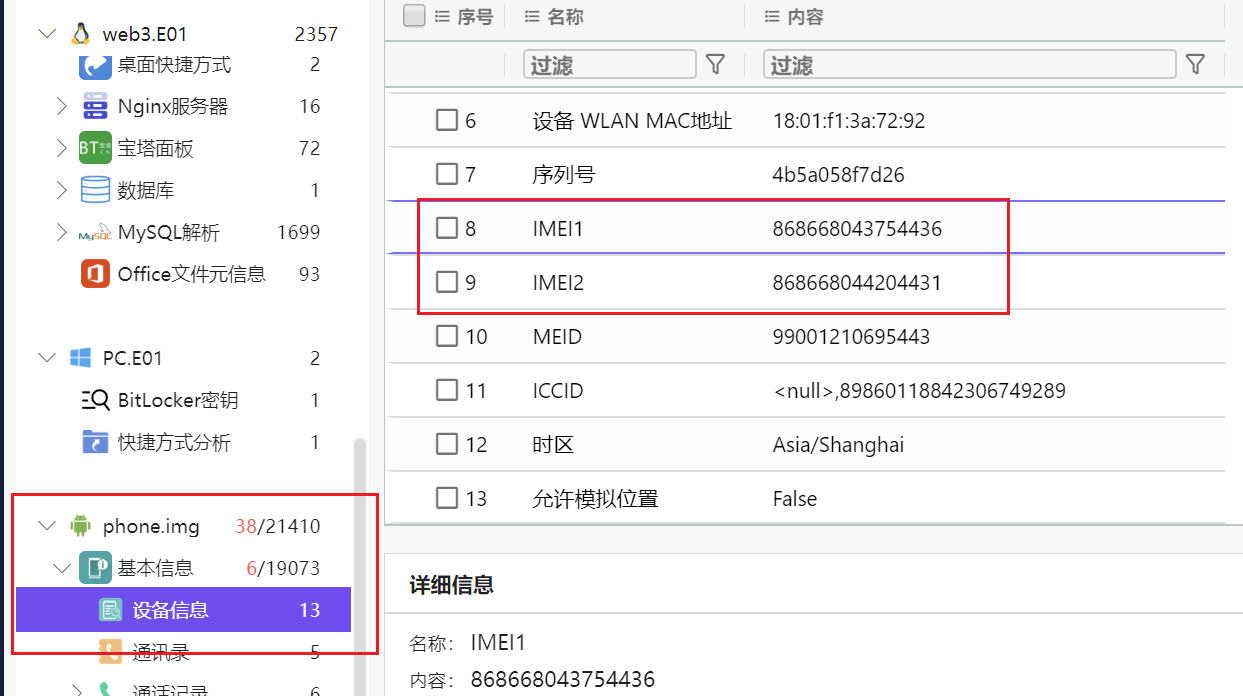 web3.E01 2357
桌面快捷方式 2
Nginx服务器 16
BT 宝塔面板 72
数据库 1
MySQL MySQL解析 1699
Office文件元信息 93
PC.E01 2
BitLocker密钥 1
快捷方式分析 1
phone.img 38/21410
基本信息 6/19073
设备信息 13
通讯录 5
通话记录 6
序号 名称 内容
过滤 过滤
6 设备 WLAN MAC地址 18:01:f1:3a:72:92
7 序列号 4b5a058f7d26
8 IMEI1 868668043754436
9 IMEI2 868668044204431
10 MEID 99001210695443
11 ICCID <null>,89860118842306749289
12 时区 Asia/Shanghai
13 允许模拟位置 False
详细信息
名称： IMEI1
内容： 868668043754436